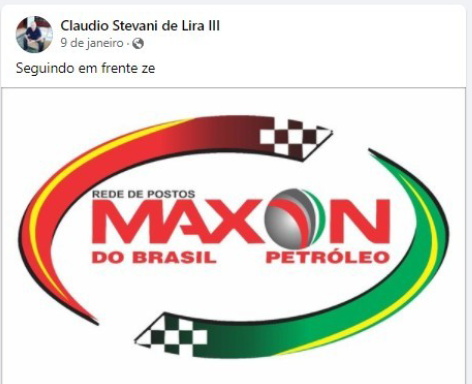 Claudio Stevani de Lira III
9 de janeiro ·
Seguindo em frente ze
REDE DE POSTOS
MAXON
DO BRASIL PETRÓLEO